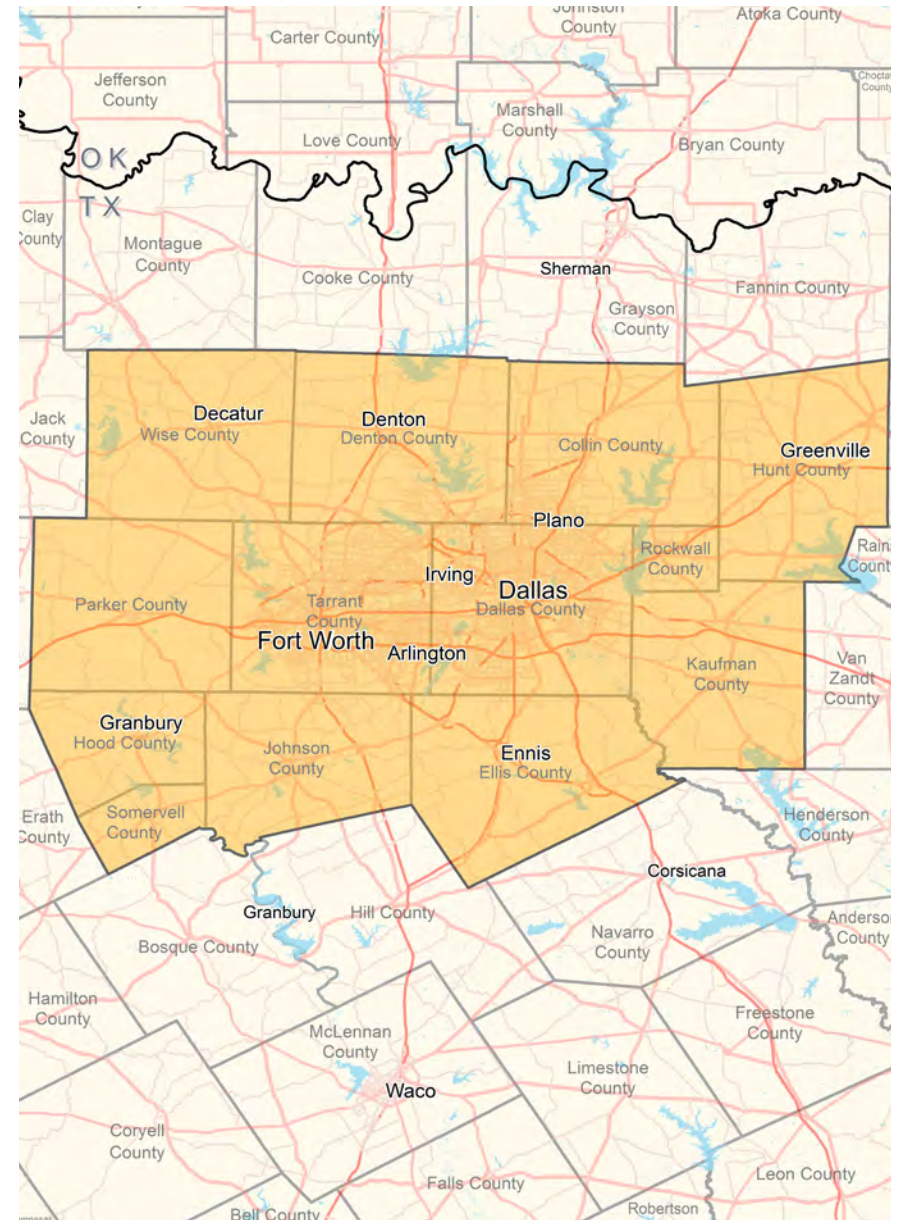 Johnston
County
Atoka County
Carter County
Jefferson
County
Choctaw
County
Marshall
County
Love County
Bryan County
OK
TX
Clay
County
Montague
County
Cooke County
Sherman
Fannin County
Grayson
County
Jack
County
Decatur
Wise County
Denton
Denton County
Collin County
Greenville
Hunt County
Plano
Rockwall
County
Rains
County
Irving
Dallas
Dallas County
Parker County
Tarrant
County
Fort Worth
Arlington
Kaufman
County
Van
Zandt
County
Granbury
Hood County
Johnson
County
Ennis
Ellis County
Erath
County
Somervell
County
Henderson
County
Corsicana
Granbury
Hill County
Bosque County
Navarro
County
Anderson
County
Hamilton
County
McLennan
County
Freestone
County
Limestone
County
Waco
Coryell
County
Falls County
Leon County
Bell County
Robertson